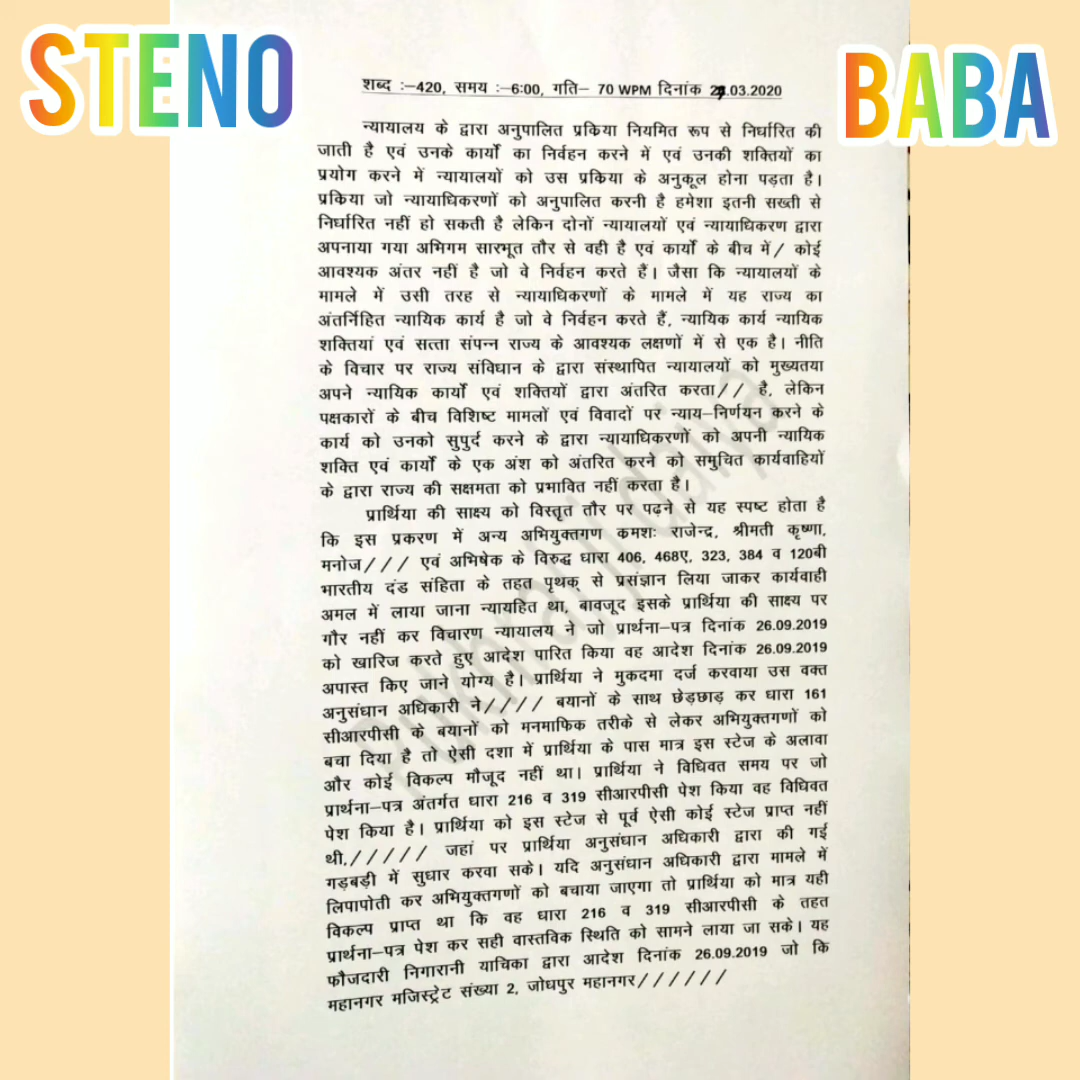 STENO
BABA
शब्द :–420, समय :–6:00, गति– 70 WPM दिनांक 2.03.2020
न्यायालय के द्वारा अनुपालित प्रकिया नियमित रूप से निर्धारित की
जाती है एवं उनके कार्यो का निर्वहन करने में एवं उनकी शक्तियों का
प्रयोग करने में न्यायालयों को उस प्रकिया के अनुकूल होना पड़ता है।
प्रकिया जो न्यायाधिकरणों को अनुपालित करनी है हमेशा इतनी सख्ती से
निर्धारित नहीं हो सकती है लेकिन दोनों न्यायालयों एवं न्यायाधिकरण द्वारा
अपनाया गया अभिगम सारभूत तौर से वही है एवं कार्यों के बीच में/ कोई
आवश्यक अंतर नहीं है जो वे निर्वहन करते हैं। जैसा कि न्यायालयों के
मामले में उसी तरह से न्यायाधिकरणों के मामले में यह राज्य का
अंतर्निहित न्यायिक कार्य है जो वे निर्वहन करते हैं, न्यायिक कार्य न्यायिक
शक्तियां एवं सत्ता संपन्न राज्य के आवश्यक लक्षणों में से एक है। नीति
के विचार पर राज्य संविधान के द्वारा संस्थापित न्यायालयों को मुख्यतया
अपने न्यायिक कार्यों एवं शक्तियों द्वारा अंतरित करता// है, लेकिन
पक्षकारों के बीच विशिष्ट मामलों एवं विवादों पर न्याय–निर्णयन करने के
कार्य को उनको सुपुर्द करने के द्वारा न्यायाधिकरणों को अपनी न्यायिक
शक्ति एवं कार्यों के एक अंश को अंतरित करने को समुचित कार्यवाहियों
के द्वारा राज्य की सक्षमता को प्रभावित नहीं करता है।
प्रार्थिया की साक्ष्य को विस्तृत तौर पर पढ़ने से यह स्पष्ट होता है
कि इस प्रकरण में अन्य अभियुक्तगण कमशः राजेन्द्र, श्रीमती कृष्णा,
मनोज/// एवं अभिषेक के विरुद्ध धारा 406, 468ए, 323, 384 व 120बी
भारतीय दंड संहिता के तहत पृथक् से प्रसंज्ञान लिया जाकर कार्यवाही
अमल में लाया जाना न्यायहित था, बावजूद इसके प्रार्थिया की साक्ष्य पर
गौर नहीं कर विचारण न्यायालय ने जो प्रार्थना–पत्र दिनांक 26.09.2019
को खारिज करते हुए आदेश पारित किया वह आदेश दिनांक 26.09.2019
अपास्त किए जाने योग्य है। प्रार्थिया ने मुकदमा दर्ज करवाया उस वक्त
अनुसंधान अधिकारी ने//// बयानों के साथ छेड़छाड़ कर धारा 161
सीआरपीसी के बयानों को मनमाफिक तरीके से लेकर अभियुक्तगणों को
बचा दिया है तो ऐसी दशा में प्रार्थिया के पास मात्र इस स्टेज के अलावा
और कोई विकल्प मौजूद नहीं था। प्रार्थिया ने विधिवत समय पर जो
प्रार्थना–पत्र अंतर्गत धारा 216 व 319 सीआरपीसी पेश किया वह विधिवत
पेश किया है। प्रार्थिया को इस स्टेज से पूर्व ऐसी कोई स्टेज प्राप्त नहीं
थी,///// जहां पर प्रार्थिया अनुसंधान अधिकारी द्वारा की गई
गड़बड़ी में सुधार करवा सके। यदि अनुसंधान अधिकारी द्वारा मामले में
लिपापोती कर अभियुक्तगणों को बचाया जाएगा तो प्रार्थिया को मात्र यही
विकल्प प्राप्त था कि वह धारा 216 व 319 सीआरपीसी के तहत
प्रार्थना–पत्र पेश कर सही वास्तविक स्थिति को सामने लाया जा सके। यह
फौजदारी निगारानी याचिका द्वारा आदेश दिनांक 26.09.2019 जो कि
महानगर मजिस्ट्रेट संख्या 2, जोधपुर महानगर//////